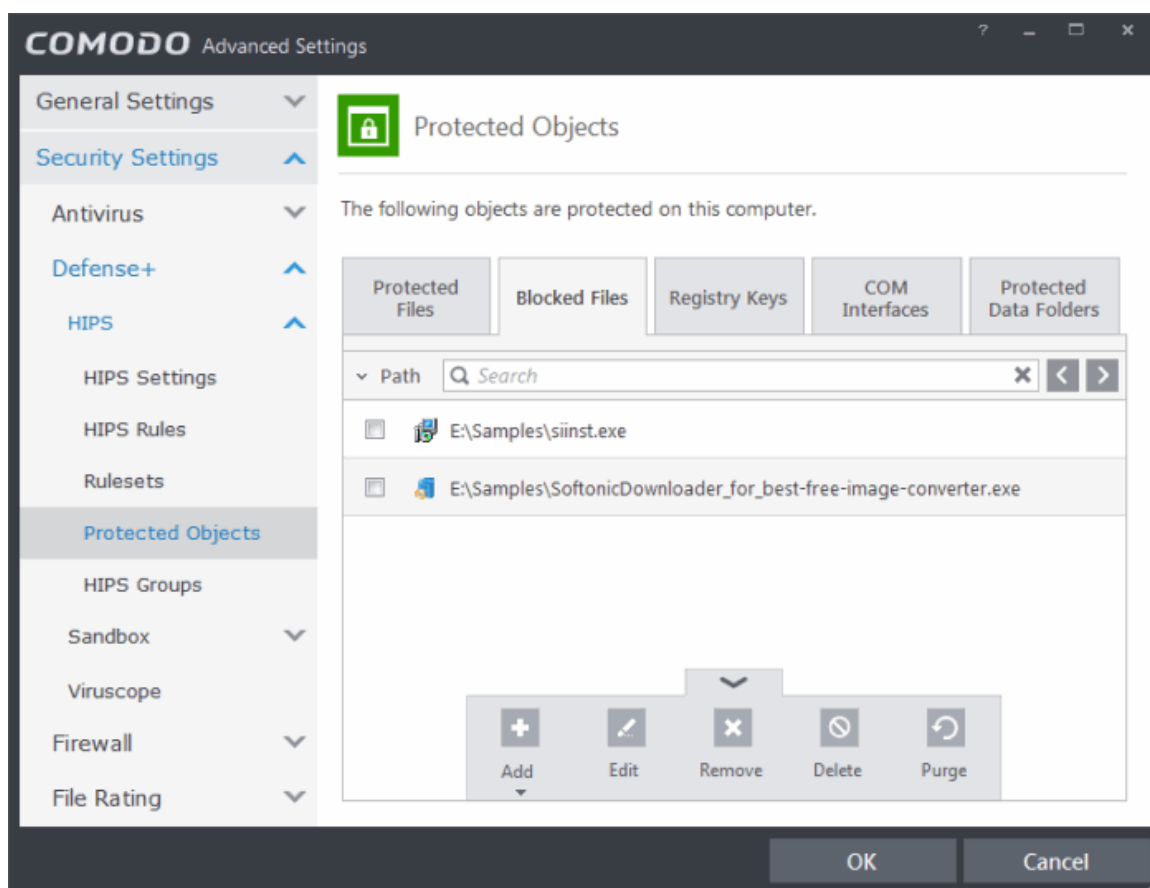 COMODO Advanced Settings
?
General Settings
Security Settings
Antivirus
Defense+
HIPS
HIPS Settings
HIPS Rules
Rulesets
Protected Objects
HIPS Groups
Sandbox
Viruscope
Firewall
File Rating
Protected Objects
The following objects are protected on this computer.
Protected
Files
Blocked Files
Registry Keys
COM
Interfaces
Protected
Data Folders
Path
Search
E:\Samples\siinst.exe
E:\Samples\SoftonicDownloader_for_best-free-image-converter.exe
Add
Edit
Remove
Delete
Purge
OK
Cancel